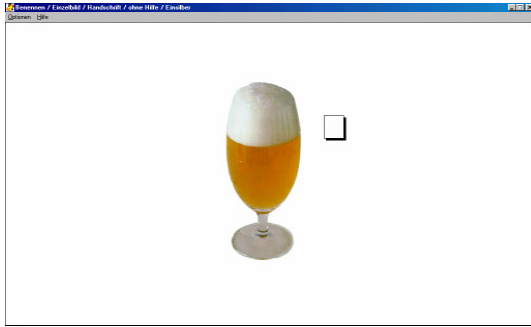 Benennen / Einzelbild / Handschrift / ohne Hilfe / Einsilber
Optionen Hilfe